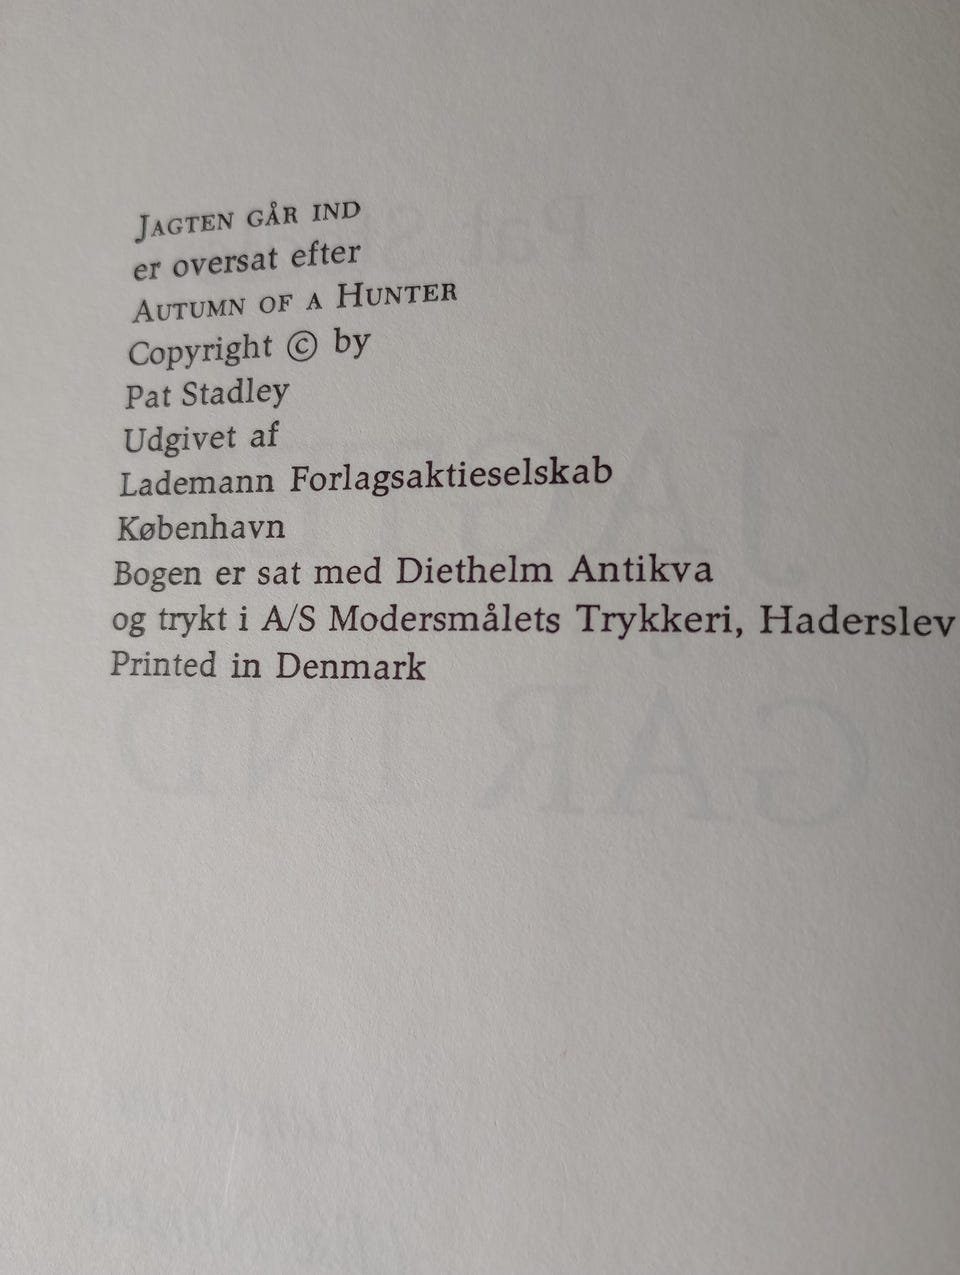 JAGTEN GÅR IND
er oversat efter
AUTUMN OF A HUNTER
Copyright © by
Pat Stadley
Udgivet af
Lademann Forlagsaktieselskab
København
Bogen er sat med Diethelm Antikva
og trykt i A/S Modersmålets Trykkeri, Haderslev
Printed in Denmark